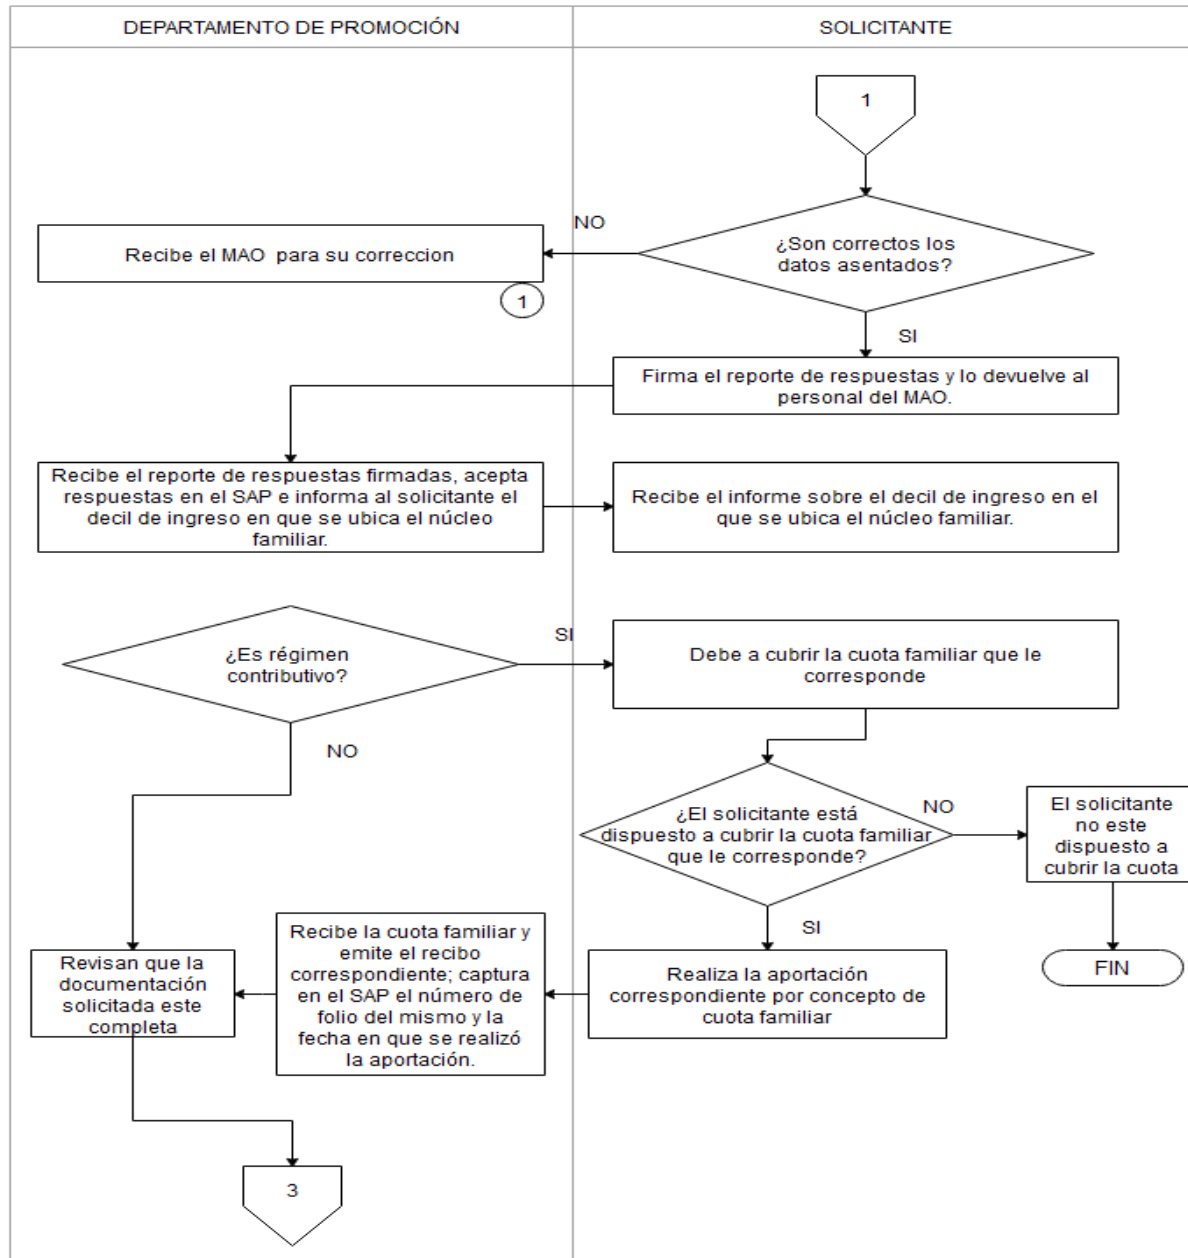 DEPARTAMENTO DE PROMOCIÓN
SOLICITANTE
1
¿Son correctos los
datos asentados?
NO
Recibe el MAO  para su correccion
1
SI
Firma el reporte de respuestas y lo devuelve al
personal del MAO.
Recibe el reporte de respuestas firmadas, acepta
respuestas en el SAP e informa al solicitante el
decil de ingreso en que se ubica el núcleo
familiar.
Recibe el informe sobre el decil de ingreso en el
que se ubica el núcleo familiar.
¿Es régimen
contributivo?
SI
Debe a cubrir la cuota familiar que le
corresponde
NO
¿El solicitante está
dispuesto a cubrir la cuota familiar
que le corresponde?
NO
El solicitante
no este
dispuesto a
cubrir la cuota
SI
FIN
Realiza la aportación
correspondiente por concepto de
cuota familiar
Recibe la cuota familiar y
emite el recibo
correspondiente; captura
en el SAP el número de
folio del mismo y la
fecha en que se realizó
la aportación.
Revisan que la
documentación
solicitada este
completa
3